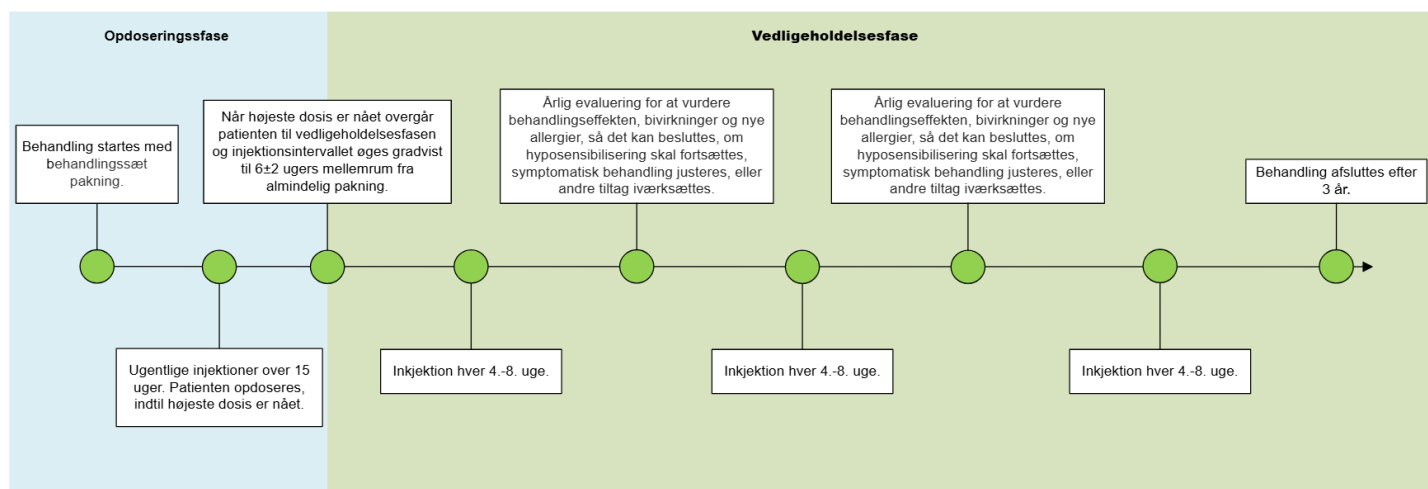 Opdoseringssfase
Vedligeholdelsesfase
Behandling startes med
behandlingssæt
pakning.
Når højeste dosis er nået overgår
patienten til vedligeholdelsesfasen
og injektionsintervallet øges gradvist
til 6±2 ugers mellemrum fra
almindelig pakning.
Årlig evaluering for at vurdere
behandlingseffekten, bivirkninger og nye
allergier, så det kan besluttes, om
hyposensibilisering skal fortsættes,
symptomatisk behandling justeres, eller
andre tiltag iværksættes.
Årlig evaluering for at vurdere
behandlingseffekten, bivirkninger og nye
allergier, så det kan besluttes, om
hyposensibilisering skal fortsættes,
symptomatisk behandling justeres, eller
andre tiltag iværksættes.
Behandling afsluttes efter
3 år.
Ugentlige injektioner over 15
uger. Patienten opdoseres,
indtil højeste dosis er nået.
Inkjektion hver 4.-8. uge.
Inkjektion hver 4.-8. uge.
Inkjektion hver 4.-8. uge.